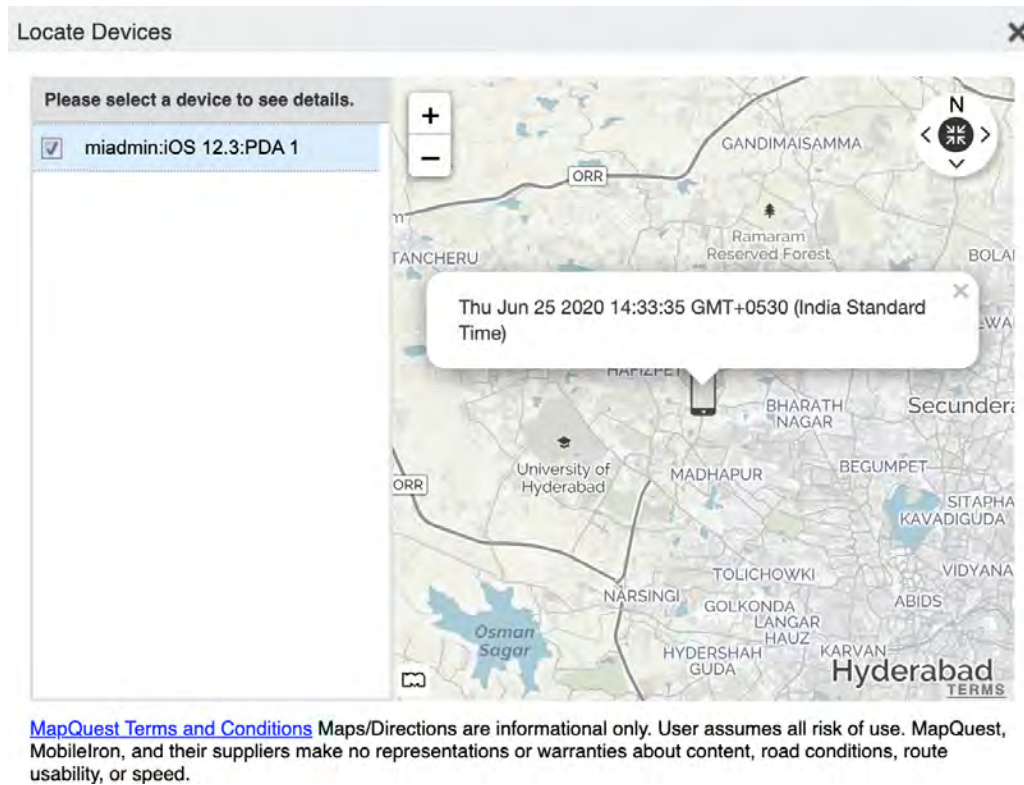 Locate Devices
Please select a device to see details.
miadmin:iOS 12.3:PDA 1
+
−
N
GANDIMAISAMMA
ORR
Ramaram
Reserved Forest
TANCHERU
BOLA
Thu Jun 25 2020 14:33:35 GMT+0530 (India Standard
Time)
HAFIZPET
BHARATH
NAGAR
Secundera
University of
Hyderabad
MADHAPUR
BEGUMPET
ORR
SITAPHA
KAVADIGUDA
TOLICHOWKI
VIDYANA
NARSINGI
GOLKONDA
ABIDS
LANGAR
HAUZ
Osman
Sagar
HYDERSHAH
GUDA
KARVAN
Hyderabad
TERMS
MapQuest Terms and Conditions Maps/Directions are informational only. User assumes all risk of use. MapQuest,
MobileIron, and their suppliers make no representations or warranties about content, road conditions, route
usability, or speed.